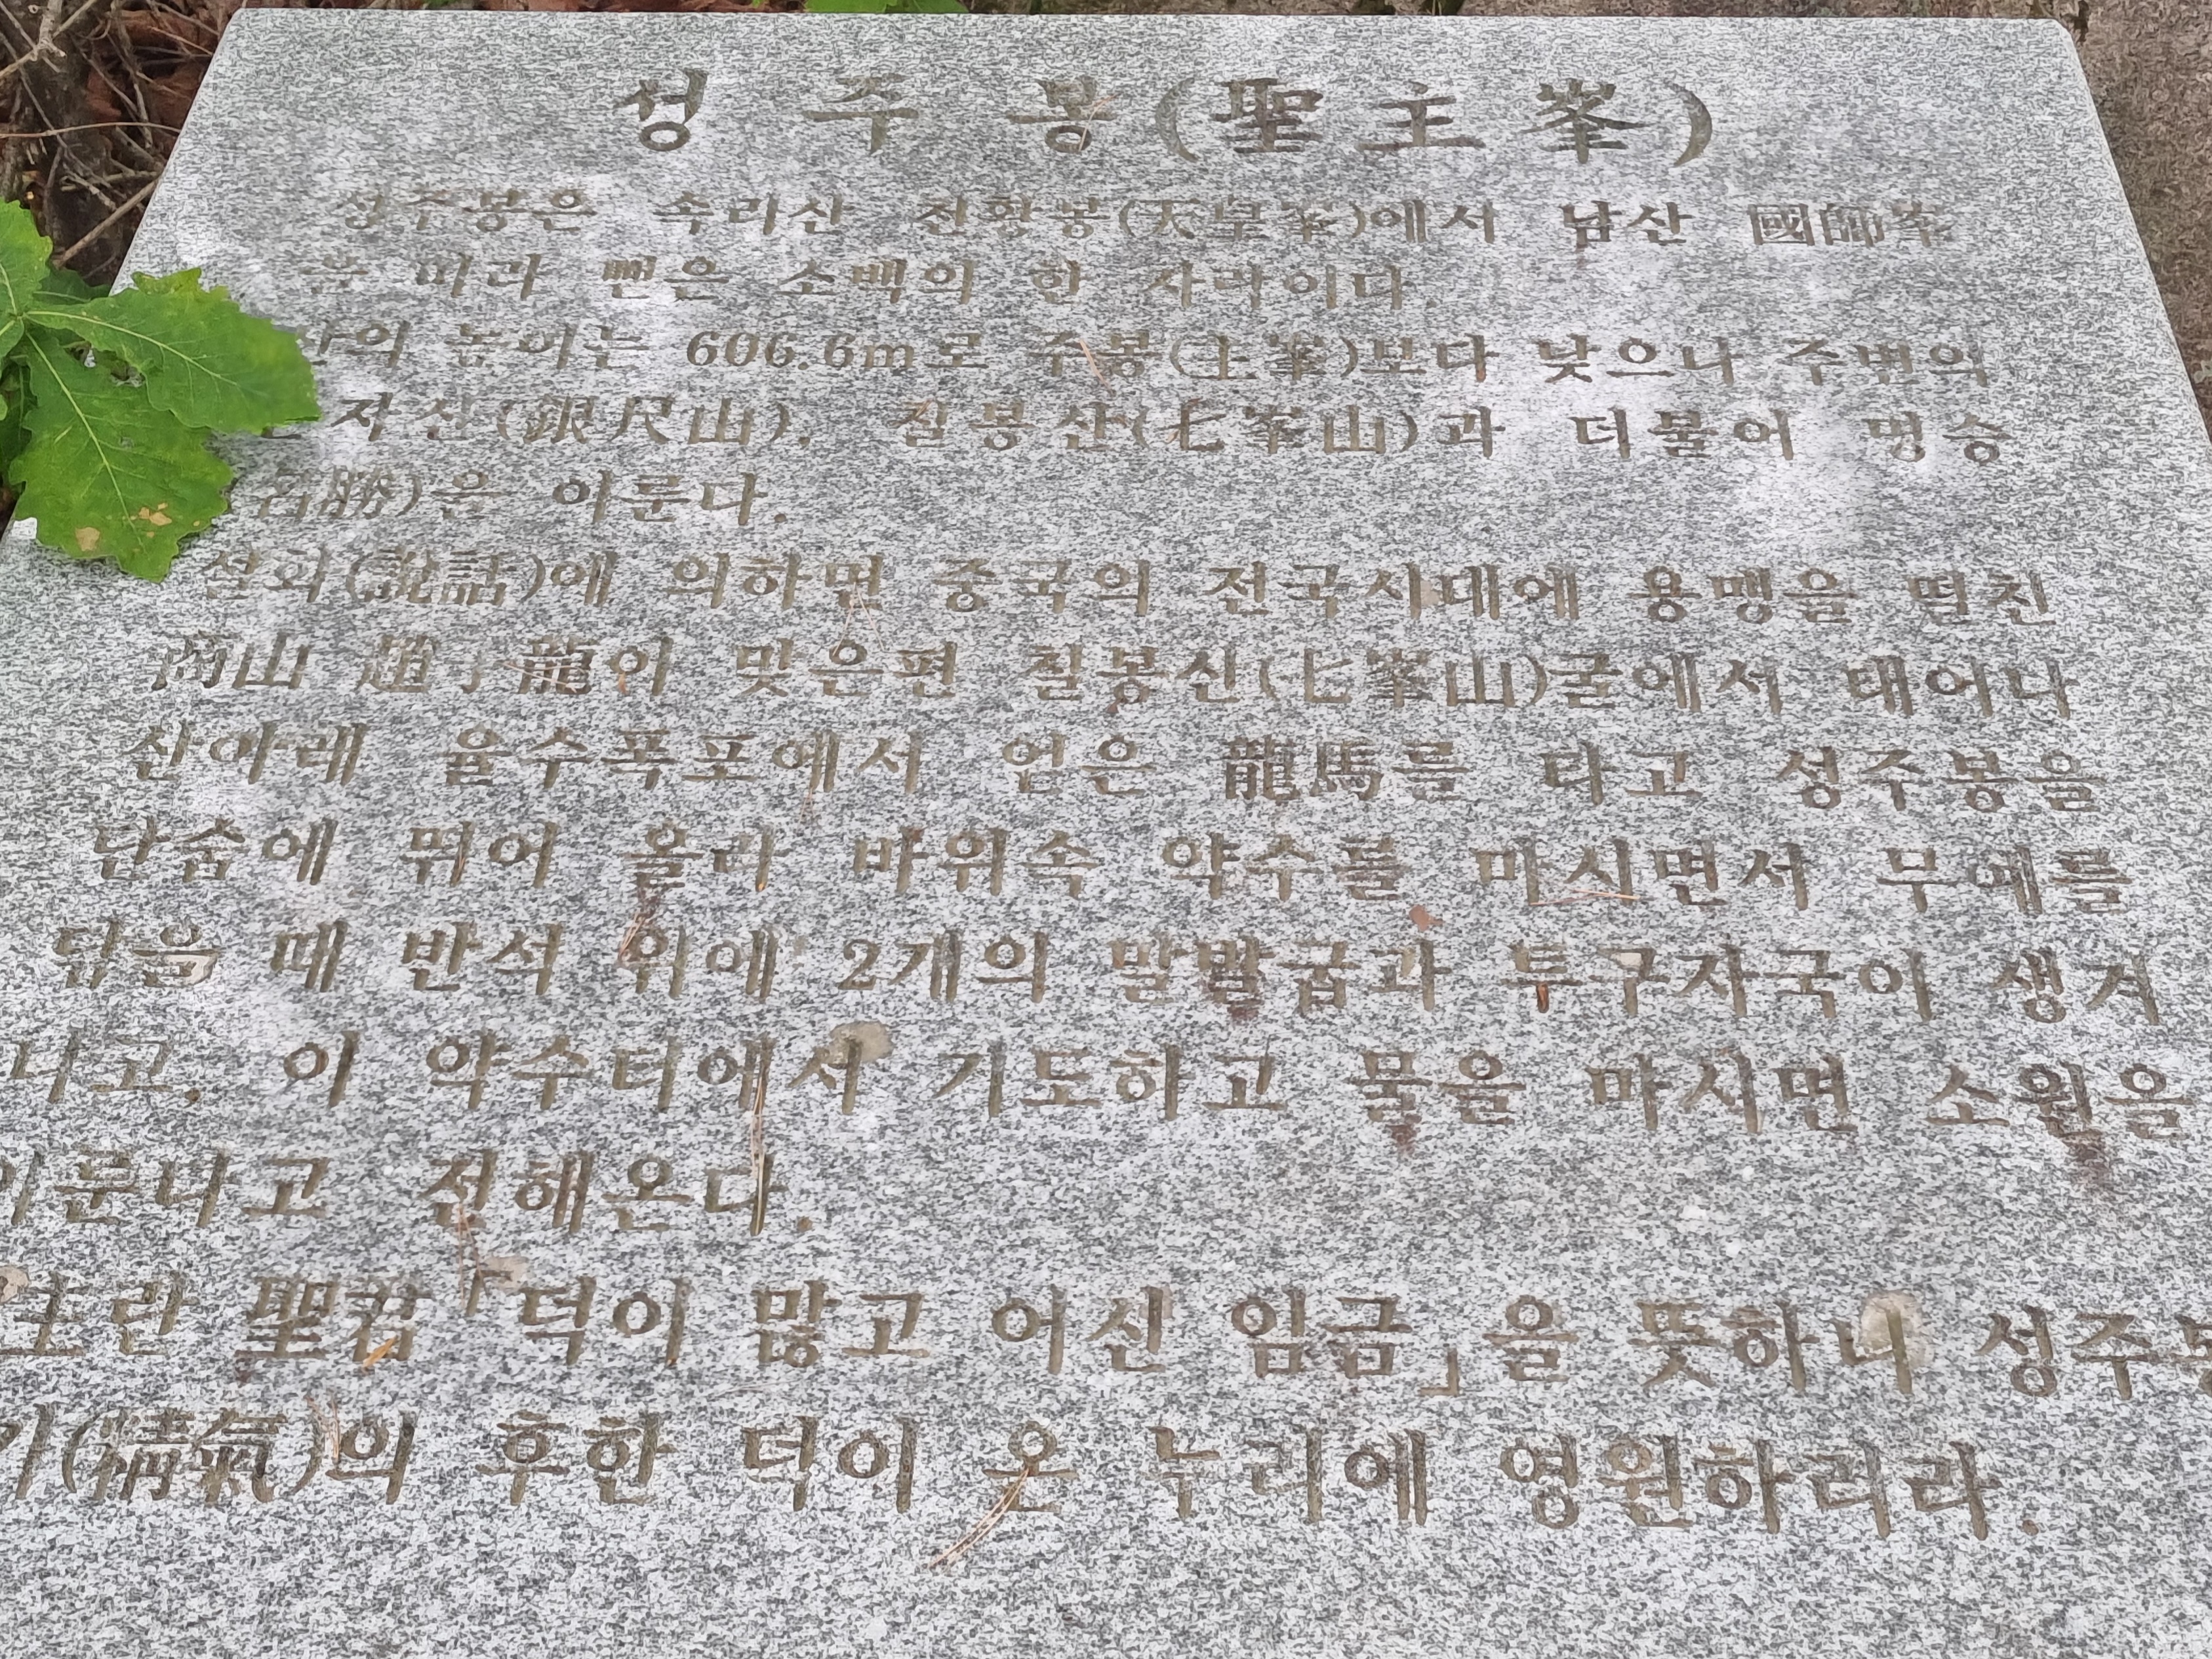 성주봉(聖主峯)
성주봉은 속리산 천황봉(天皇峯)에서 남산 國師峯
을 따라 뻗은 소백의 한 자락이다
산의 높이는 606.6m로 주봉(主峯)보다 낮으나 주변의
자산(銀尺山), 칠봉산(七峯山)과 더불어 명승
名勝)을 이룬다.
설화(說話)에 의하면 중국의 전국시대에 용맹을 떨친
常山 趙子龍이 맞은편 칠봉산(七峯山)굴에서 태어나
산아래 율수폭포에서 얻은 龍馬를 타고 성주봉을
단숨에 뛰어 올라 바위속 약수를 마시면서 무예를
닦을 때 반석 위에 2개의 말발굽과 투구자국이 생겨
이 약수터에서 기도하고 물을 마시면 소원을
이룬다고 전해온다.
主란 聖君「덕이 많고 어신 임금」을 뜻하니 성주
기(精氣)의 후한 덕이 온 누리에 영원하리라.